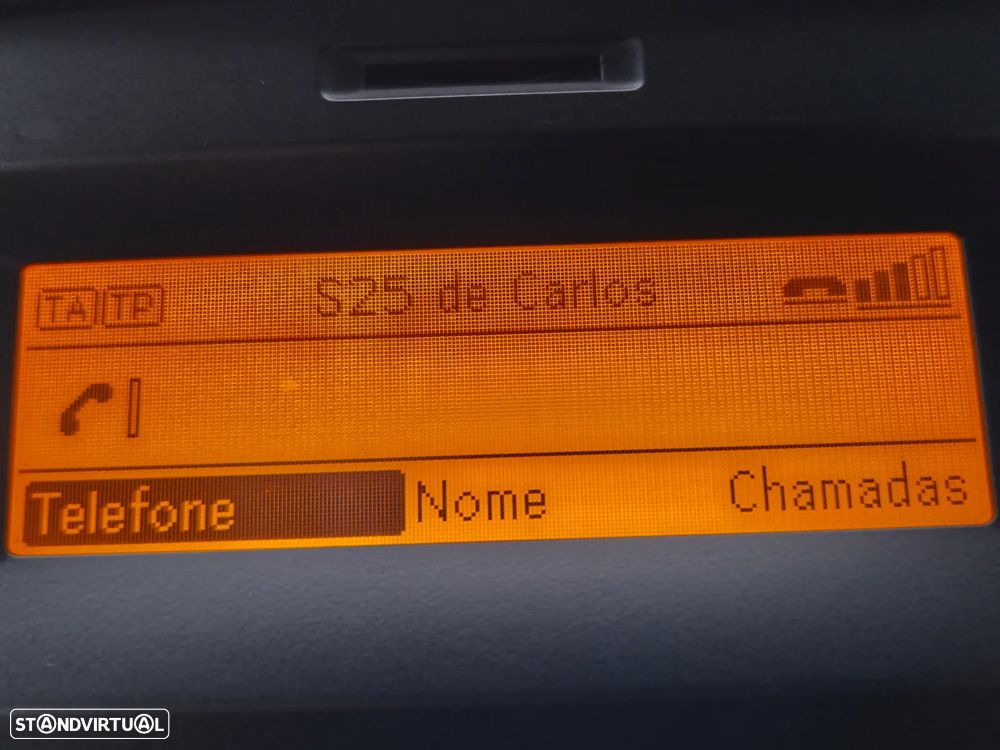 TA TP S25 de Carlos
Telefone Nome Chamadas
STANDVIRTUAL